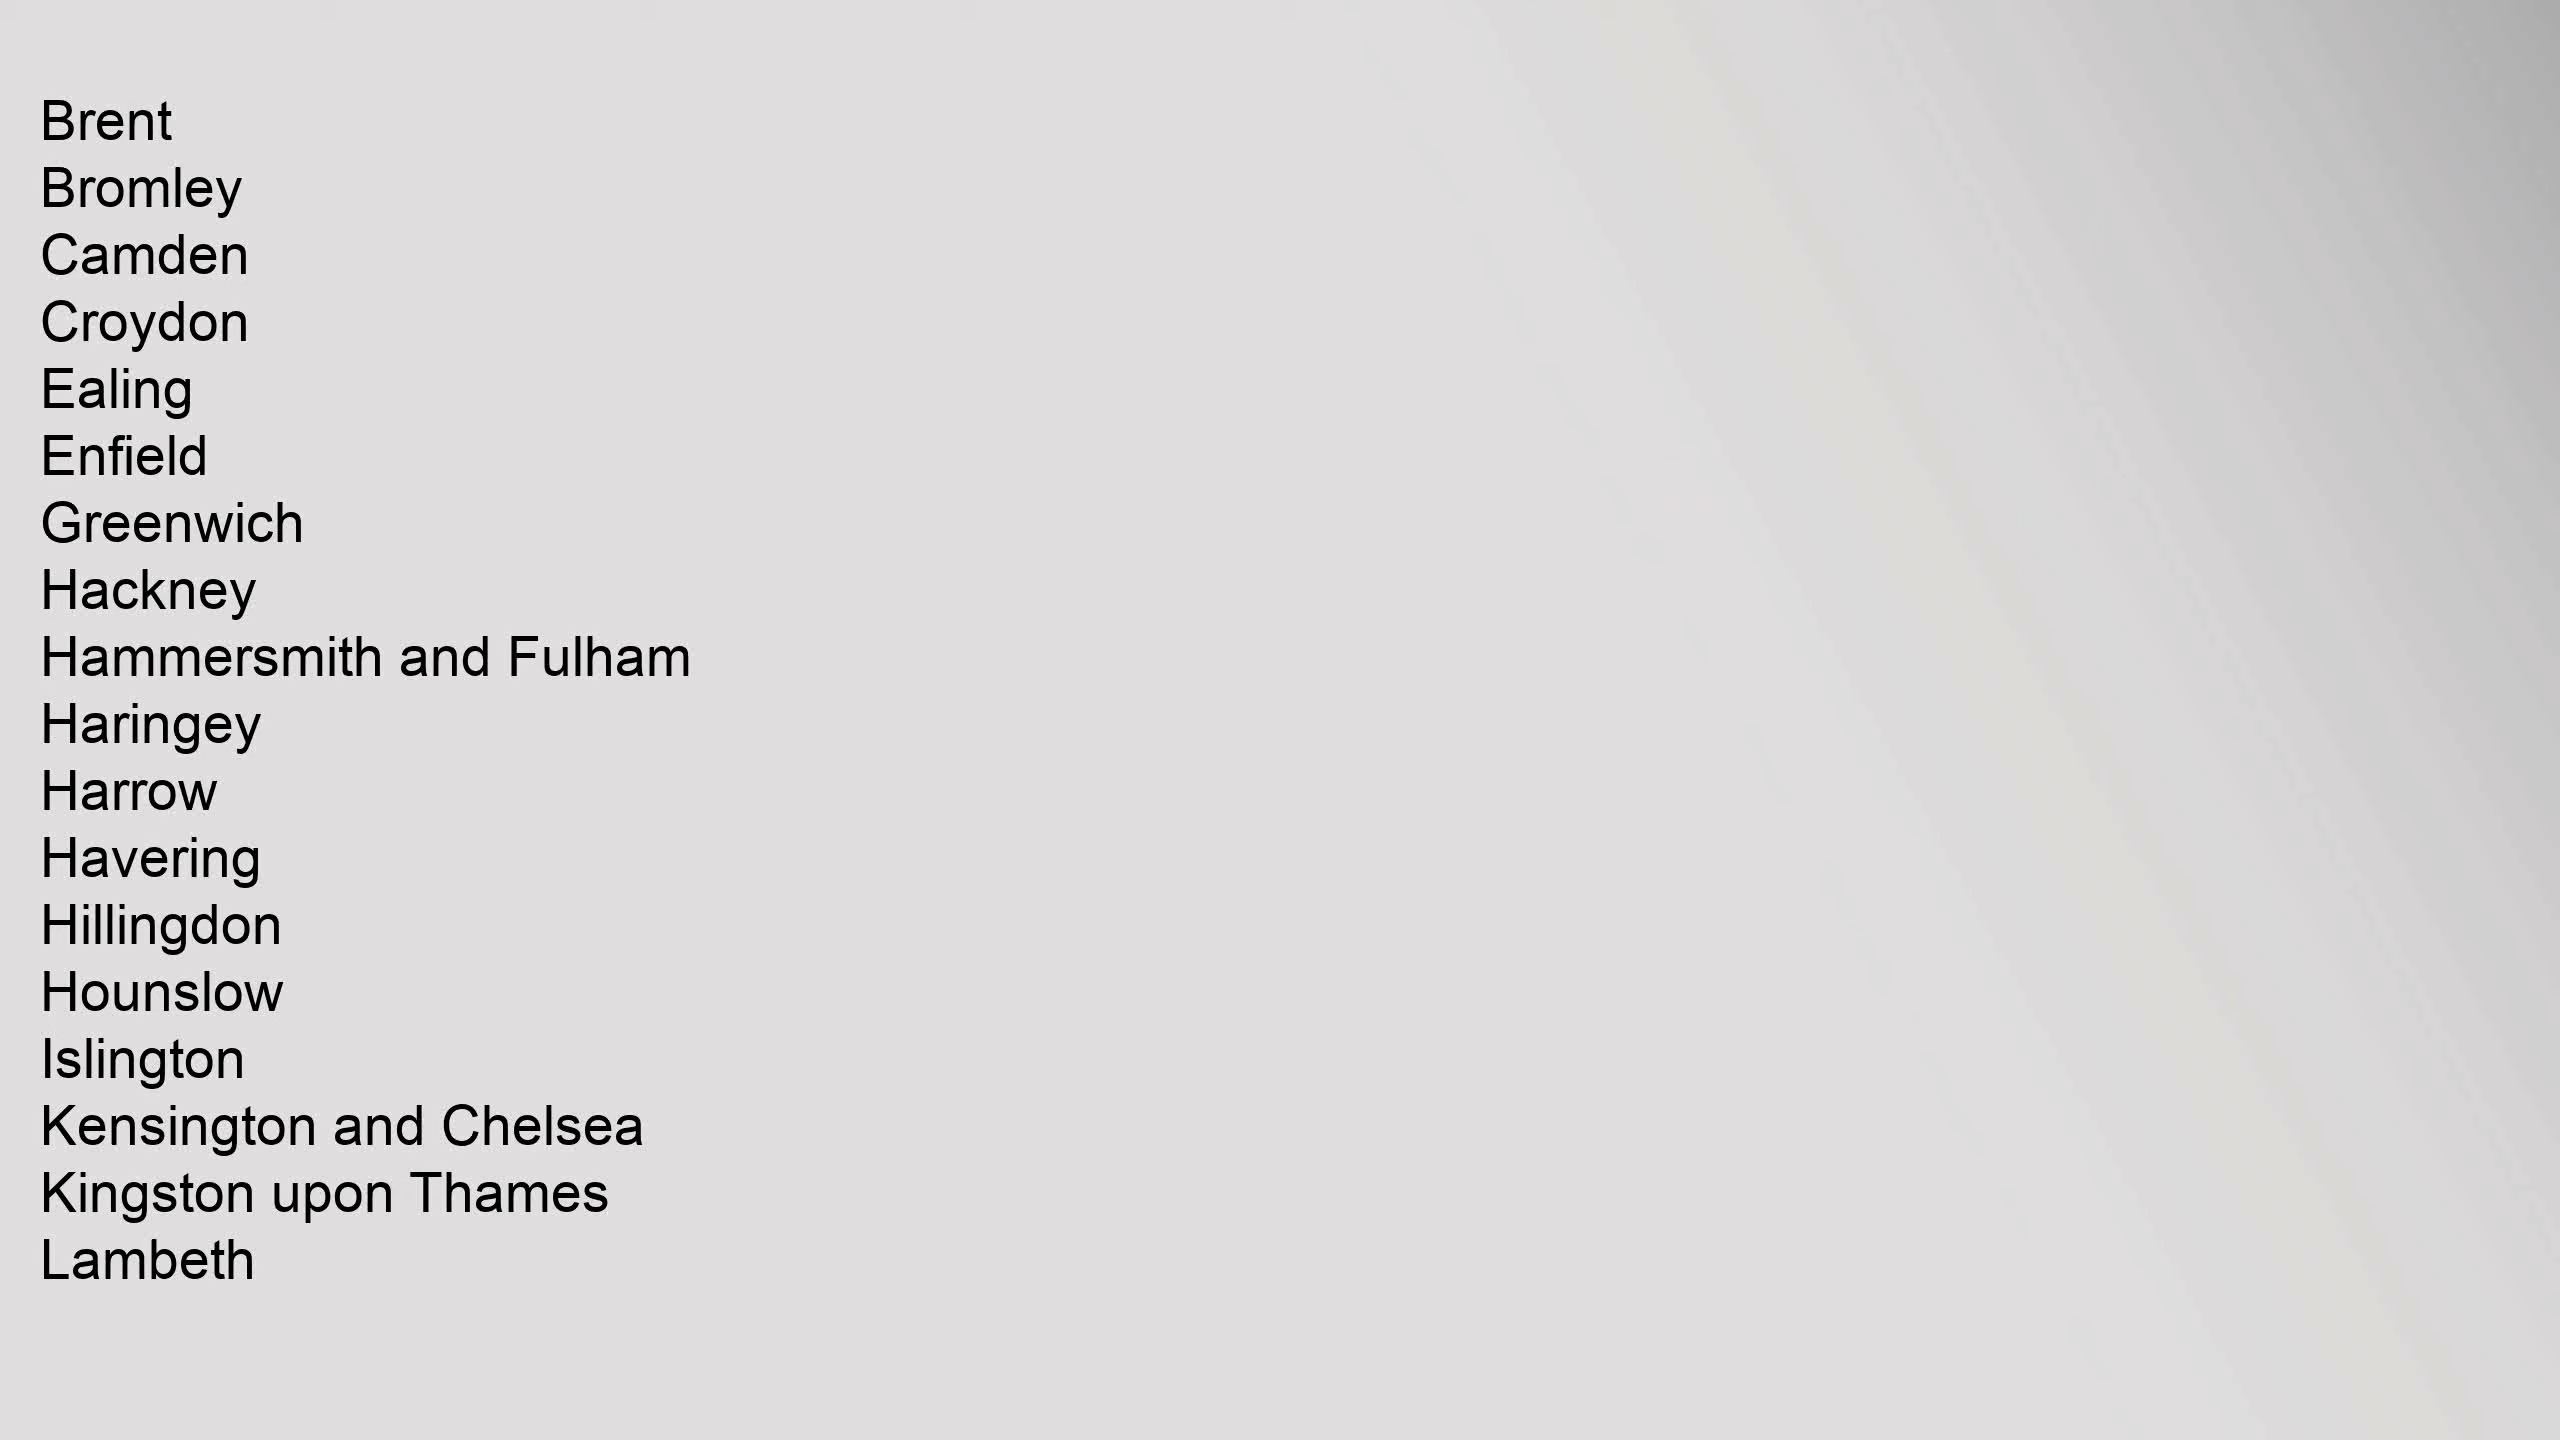 Brent
Bromley
Camden
Croydon
Ealing
Enfield
Greenwich
Hackney
Hammersmith and Fulham
Haringey
Harrow
Havering
Hillingdon
Hounslow
Islington
Kensington and Chelsea
Kingston upon Thames
Lambeth